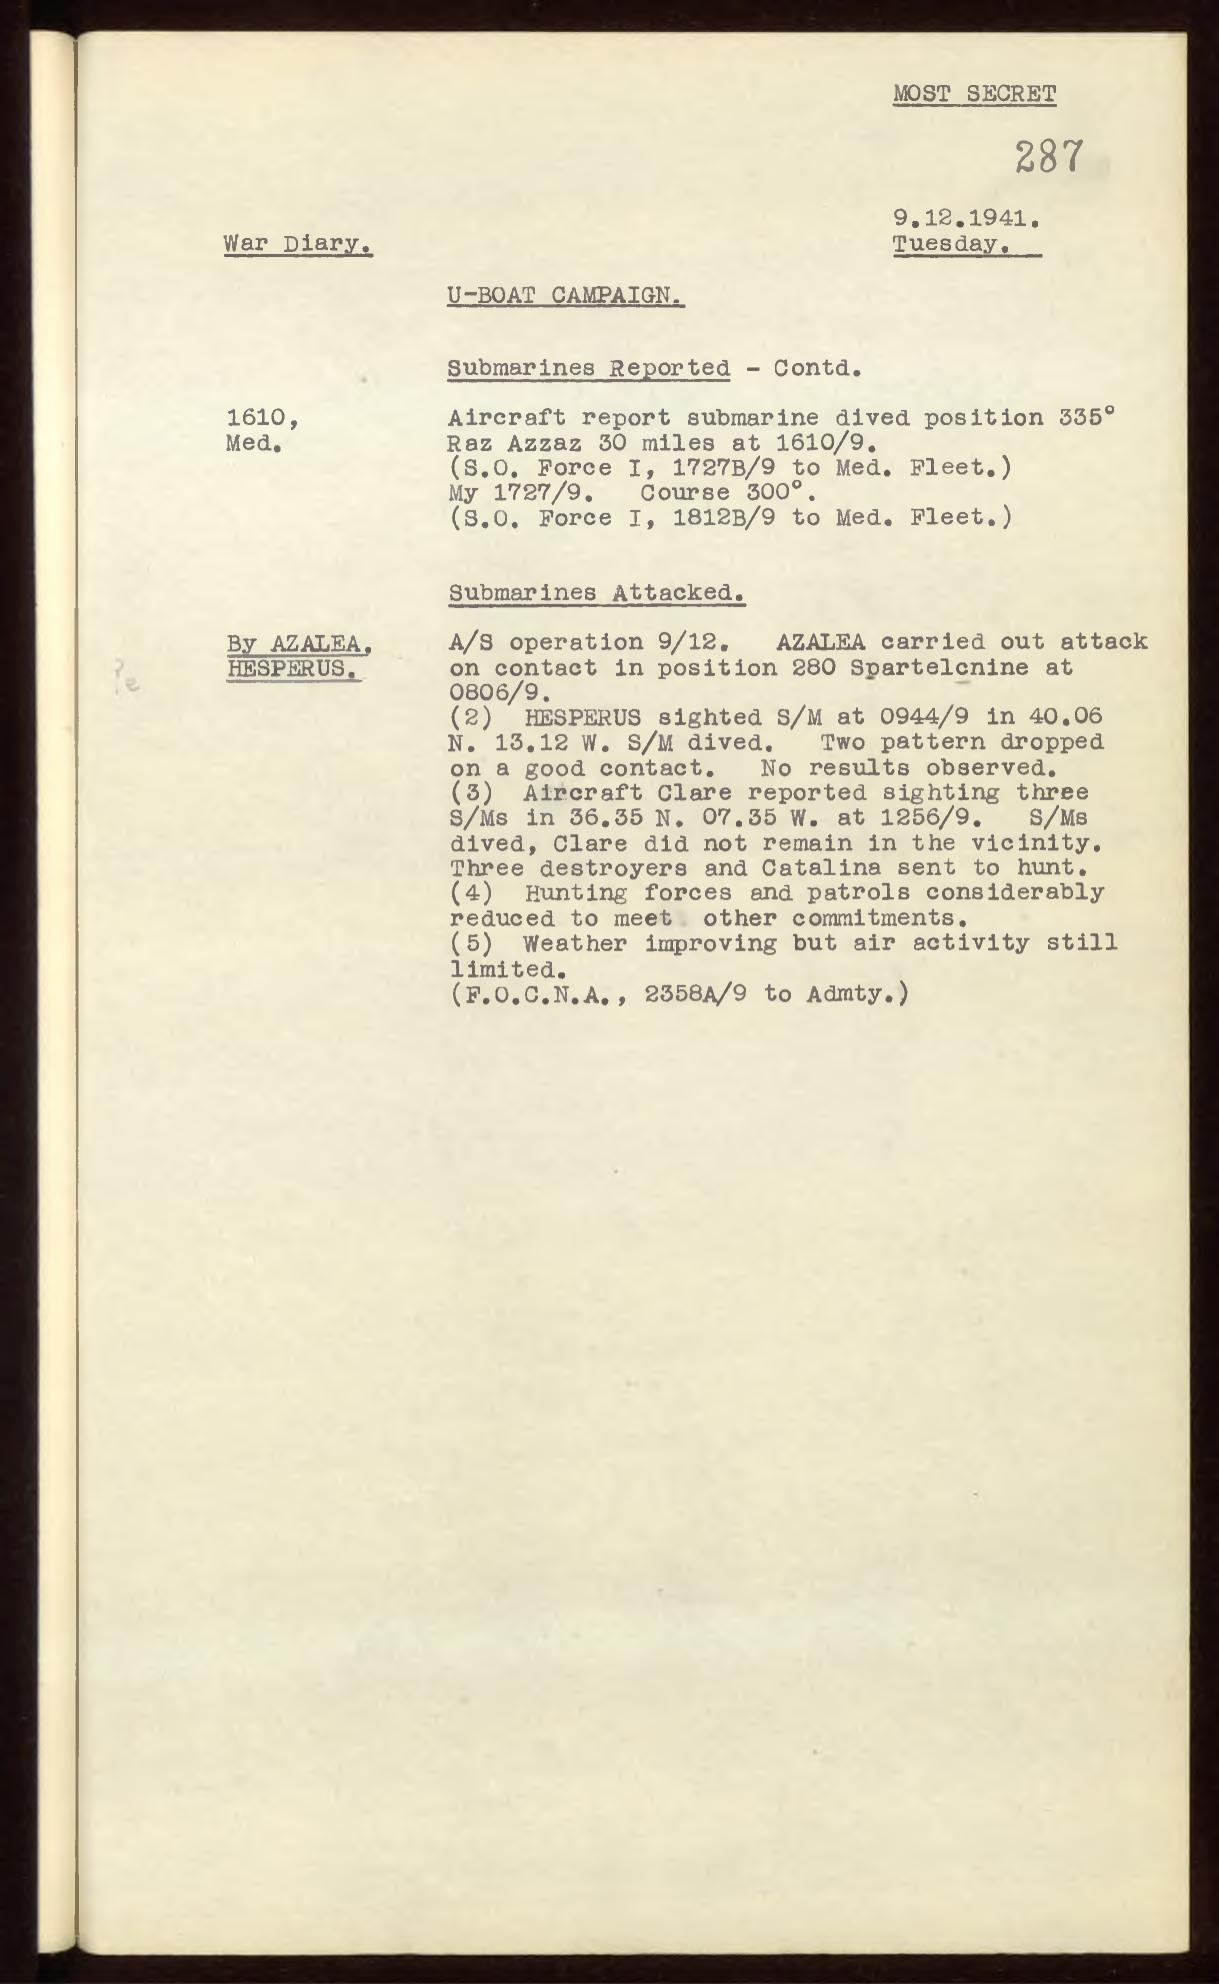 MOST SECRET
287
9.12.1941.
War Diary. Tuesday.
U-BOAT CAMPAIGN.
Submarines Reported - Contd.
1610, Aircraft report submarine dived position 335°
Med. Raz Azzaz 30 miles at 1610/9.
(S.O. Force I, 1727B/9 to Med. Fleet.)
My 1727/9. Course 300°.
(S.O. Force I, 1812B/9 to Med. Fleet.)
Submarines Attacked.
By AZALEA. A/S operation 9/12. AZALEA carried out attack
HESPERUS. on contact in position 280 Spartelcnine at
0806/9.
(2) HESPERUS sighted S/M at 0944/9 in 40.06
N. 13.12 W. S/M dived. Two pattern dropped
on a good contact. No results observed.
(3) Aircraft Clare reported sighting three
S/Ms in 36.35 N. 07.35 W. at 1256/9. S/Ms
dived, Clare did not remain in the vicinity.
Three destroyers and Catalina sent to hunt.
(4) Hunting forces and patrols considerably
reduced to meet other commitments.
(5) Weather improving but air activity still
limited.
(F.O.C.N.A., 2358A/9 to Admty.)